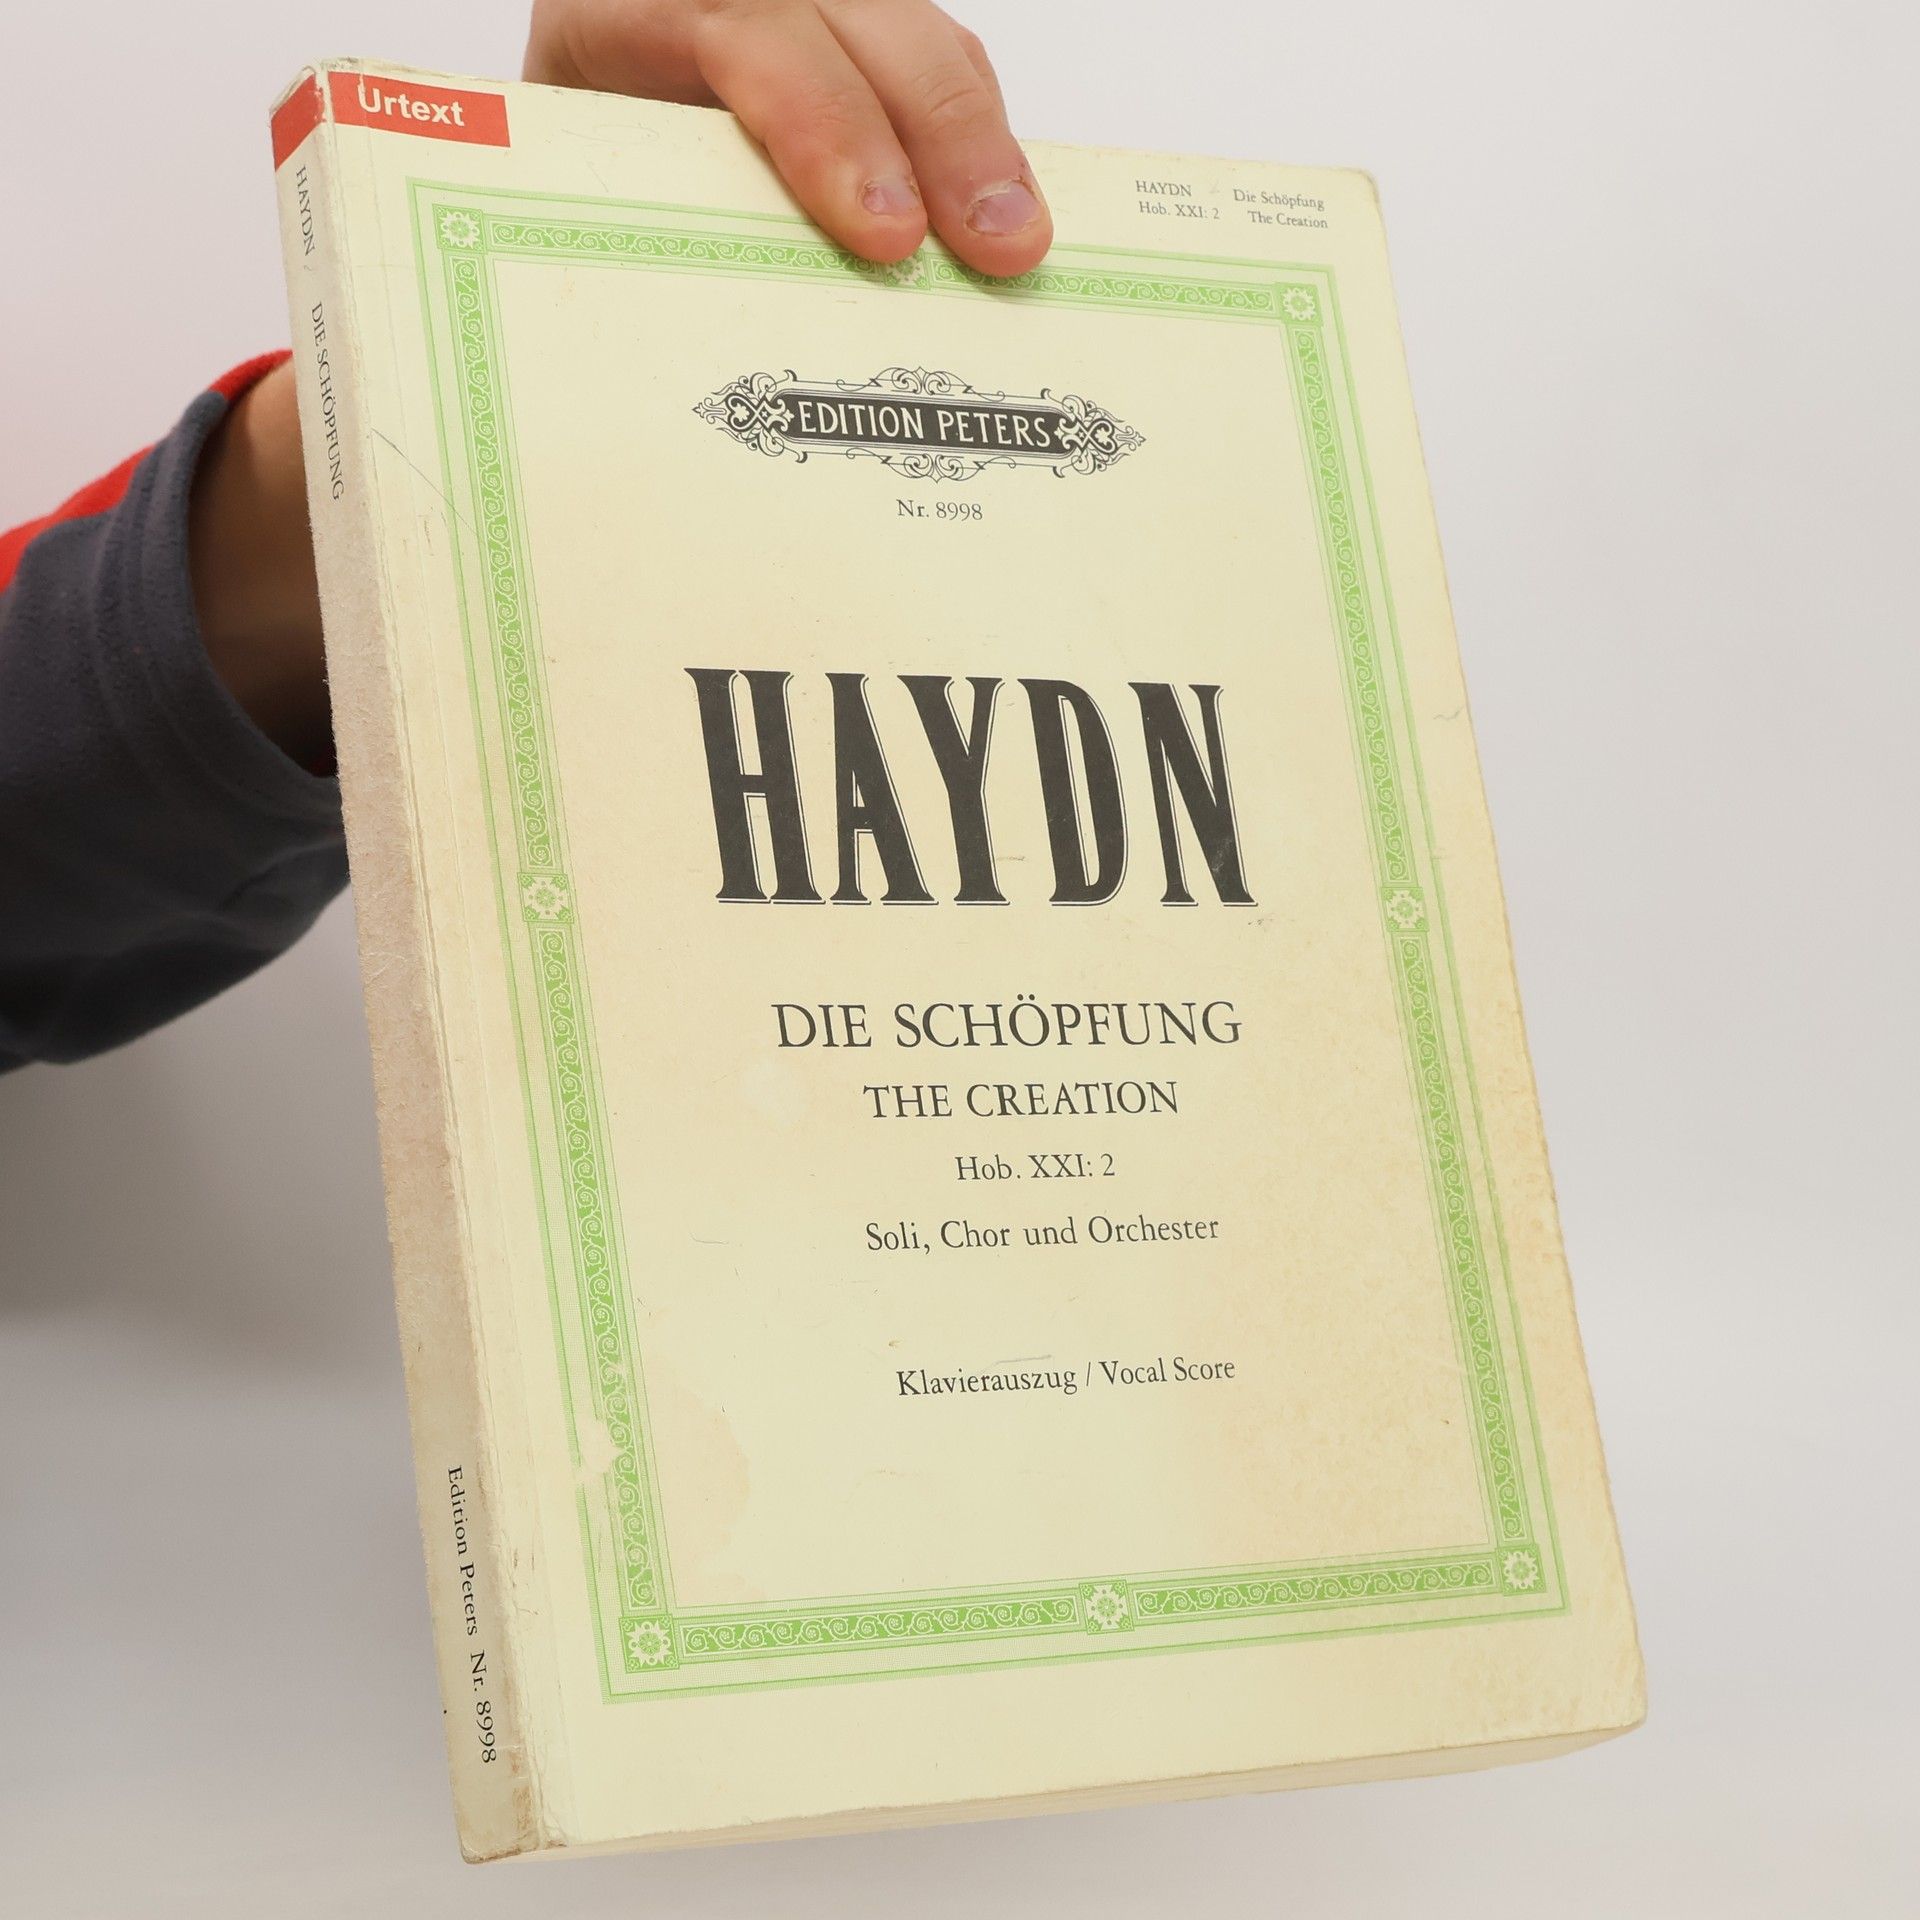 Urtext
HAYDN Die Schöpfung
Hob. XXI: 2 The Creation
EDITION PETERS
Nr. 8998
HAYDN
DIE SCHÖPFUNG
THE CREATION
Hob. XXI: 2
Soli, Chor und Orchester
Klavierauszug / Vocal Score
HAYDN / DIE SCHÖPFUNG
Edition Peters Nr. 8998